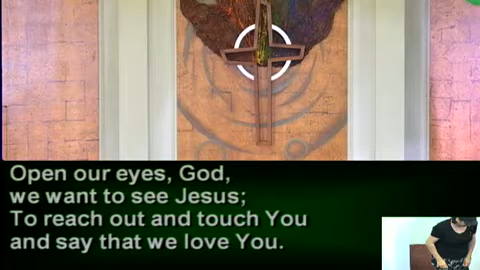 Open our eyes, God,
we want to see Jesus;
To reach out and touch You
and say that we love You.